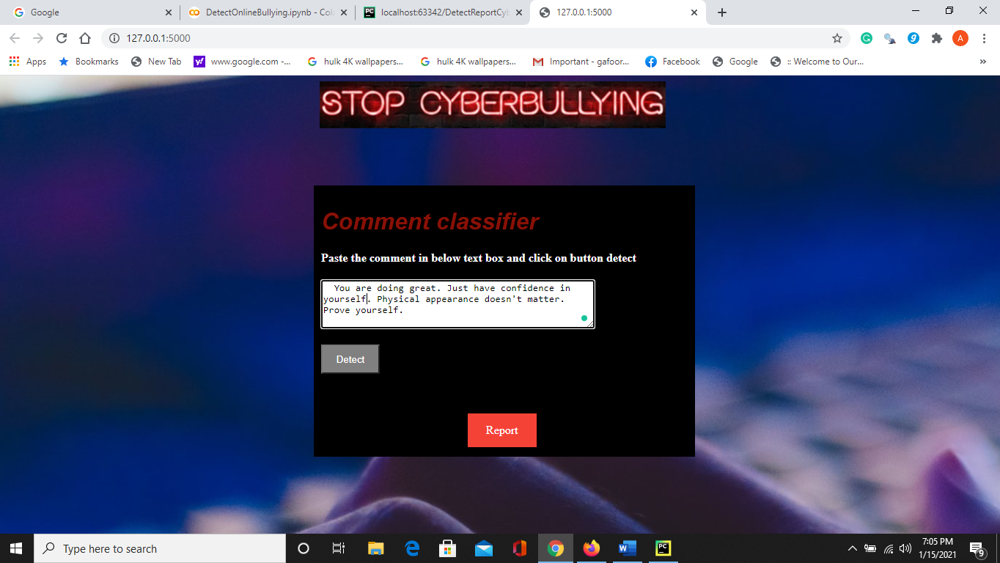 Google
DetectOnlineBullying.ipynb - Cola
localhost:63342/DetectReportCyb
127.0.0.1:5000
127.0.0.1:5000
A
Apps
Bookmarks
New Tab
www.google.com -...
hulk 4K wallpapers...
hulk 4K wallpapers...
Important - gafoor...
Facebook
Google
:: Welcome to Our...
STOP CYBERBULLYING
Comment classifier
Paste the comment in below text box and click on button detect
You are doing great. Just have confidence in
yourself. Physical appearance doesn't matter.
Prove yourself.
Detect
Report
Type here to search
7:05 PM
1/15/2021
9